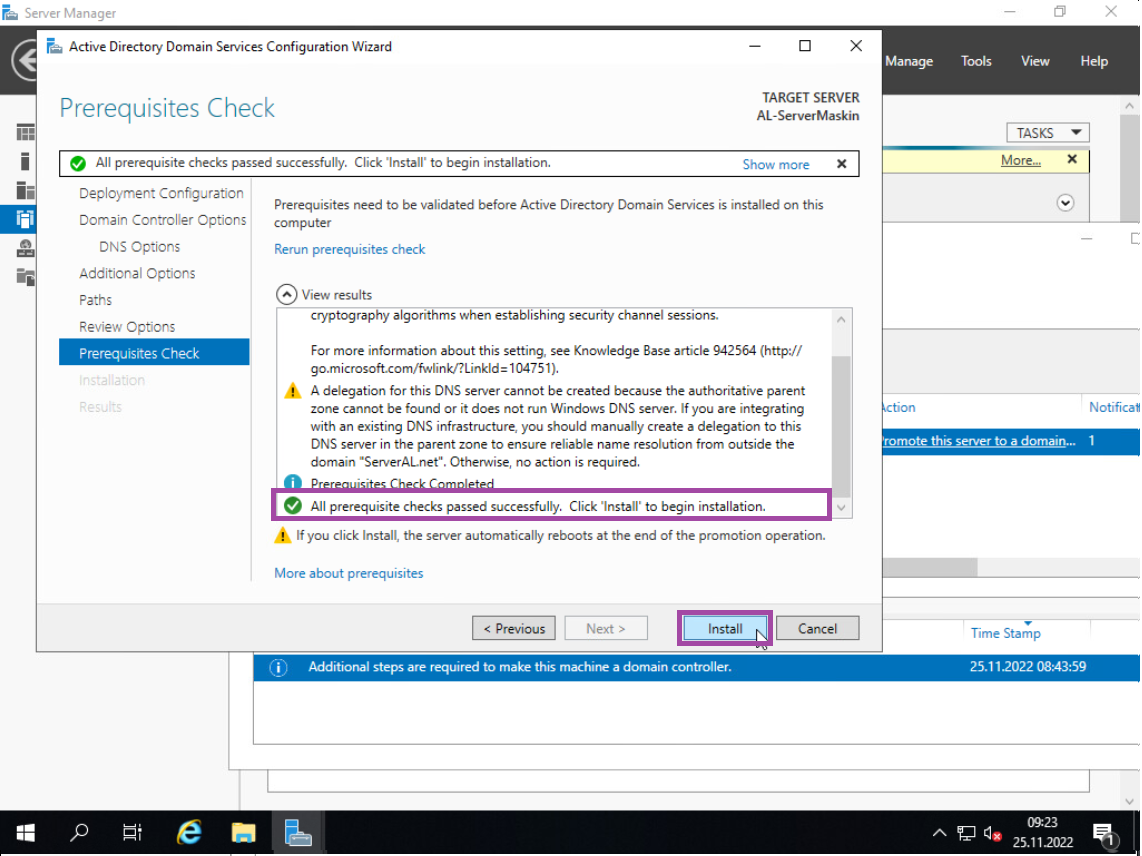 Server Manager
Active Directory Domain Services Configuration Wizard
Manage Tools View Help
Prerequisites Check
TARGET SERVER
AL-ServerMaskin
TASKS
All prerequisite checks passed successfully.  Click 'Install' to begin installation.
Show more
More...
Deployment Configuration
Domain Controller Options
DNS Options
Additional Options
Paths
Review Options
Prerequisites Check
Installation
Results
Prerequisites need to be validated before Active Directory Domain Services is installed on this
computer
Rerun prerequisites check
View results
cryptography algorithms when establishing security channel sessions.
For more information about this setting, see Knowledge Base article 942564 (http://
go.microsoft.com/fwlink/?LinkId=104751).
A delegation for this DNS server cannot be created because the authoritative parent
zone cannot be found or it does not run Windows DNS server. If you are integrating
with an existing DNS infrastructure, you should manually create a delegation to this
DNS server in the parent zone to ensure reliable name resolution from outside the
domain "ServerAL.net". Otherwise, no action is required.
Prerequisites Check Completed
All prerequisite checks passed successfully.  Click 'Install' to begin installation.
If you click Install, the server automatically reboots at the end of the promotion operation.
More about prerequisites
< Previous
Next >
Install
Cancel
Action Notificat
Promote this server to a domain... 1
Time Stamp
Additional steps are required to make this machine a domain controller. 25.11.2022 08:43:59
09:23
25.11.2022
1